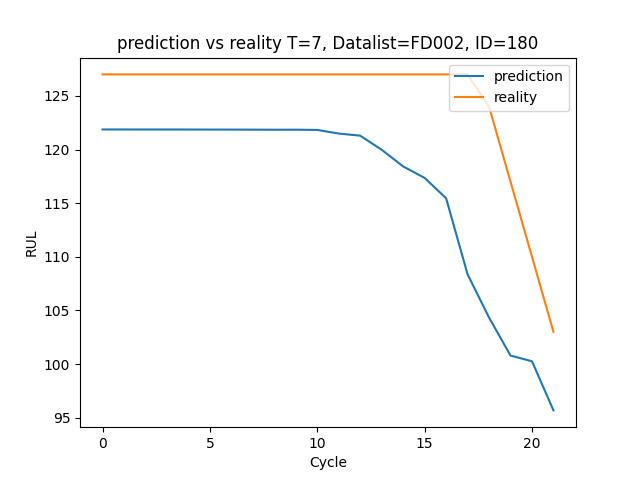 prediction vs reality T=7, Datalist=FD002, ID=180
prediction
reality
RUL
125
120
115
110
105
100
95
0 5 10 15 20
Cycle